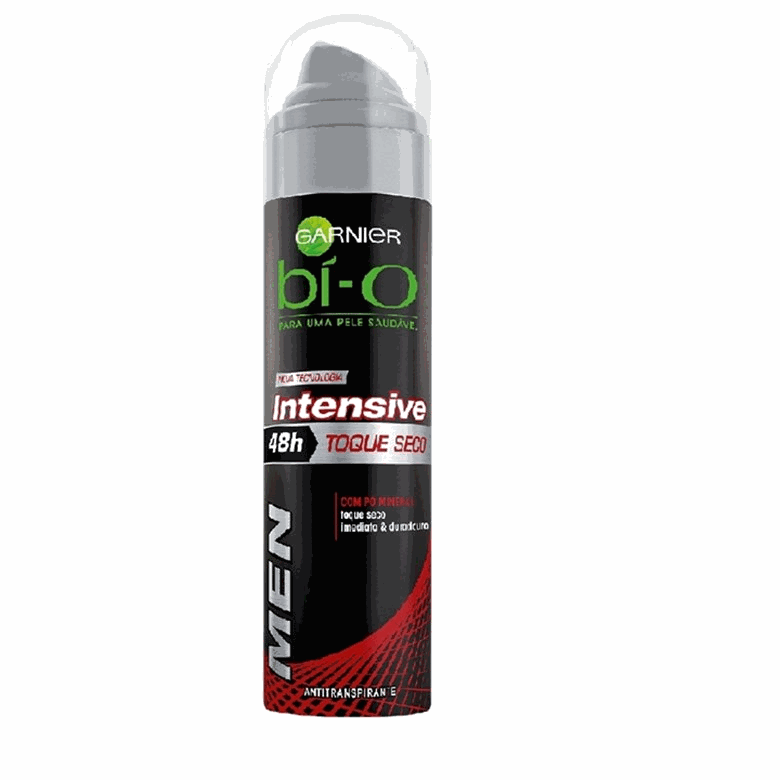 GARNIER
bí-O
PARA UMA PELE SAUDÁVEL
NOVA TECNOLOGIA
Intensive
48h TOQUE SECO
COM PÓ MINERAL
toque seco
imediato & duradouro
MEN
ANTITRANSPIRANTE